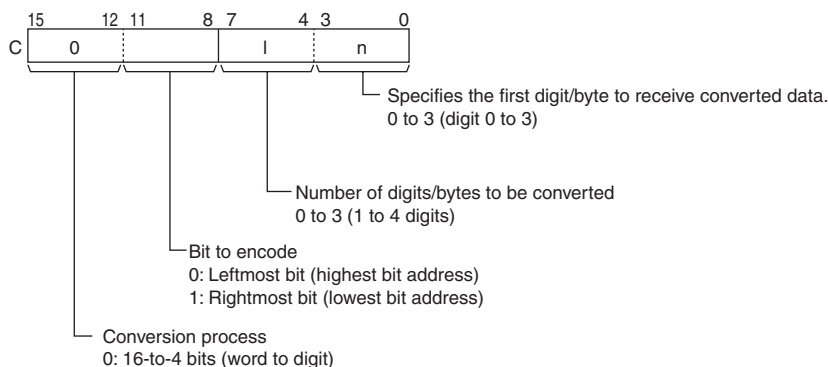 15 12 11 8 7 4 3 0
C 0 l n
Specifies the first digit/byte to receive converted data.
0 to 3 (digit 0 to 3)
Number of digits/bytes to be converted
0 to 3 (1 to 4 digits)
Bit to encode
0: Leftmost bit (highest bit address)
1: Rightmost bit (lowest bit address)
Conversion process
0: 16-to-4 bits (word to digit)